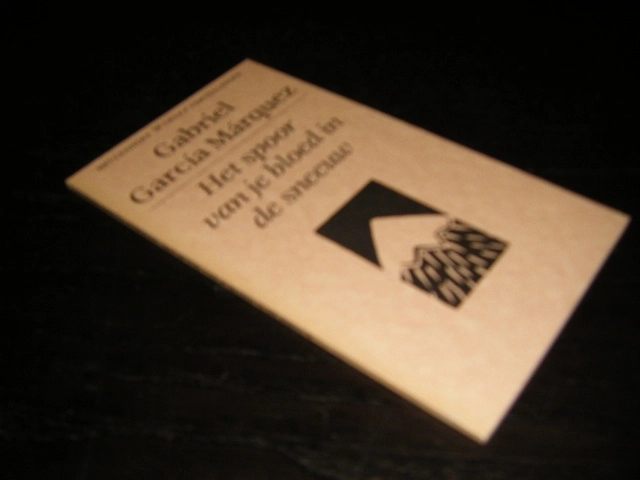 Gabriel
García Márquez
Het spoor
van je bloed in
de sneeuw